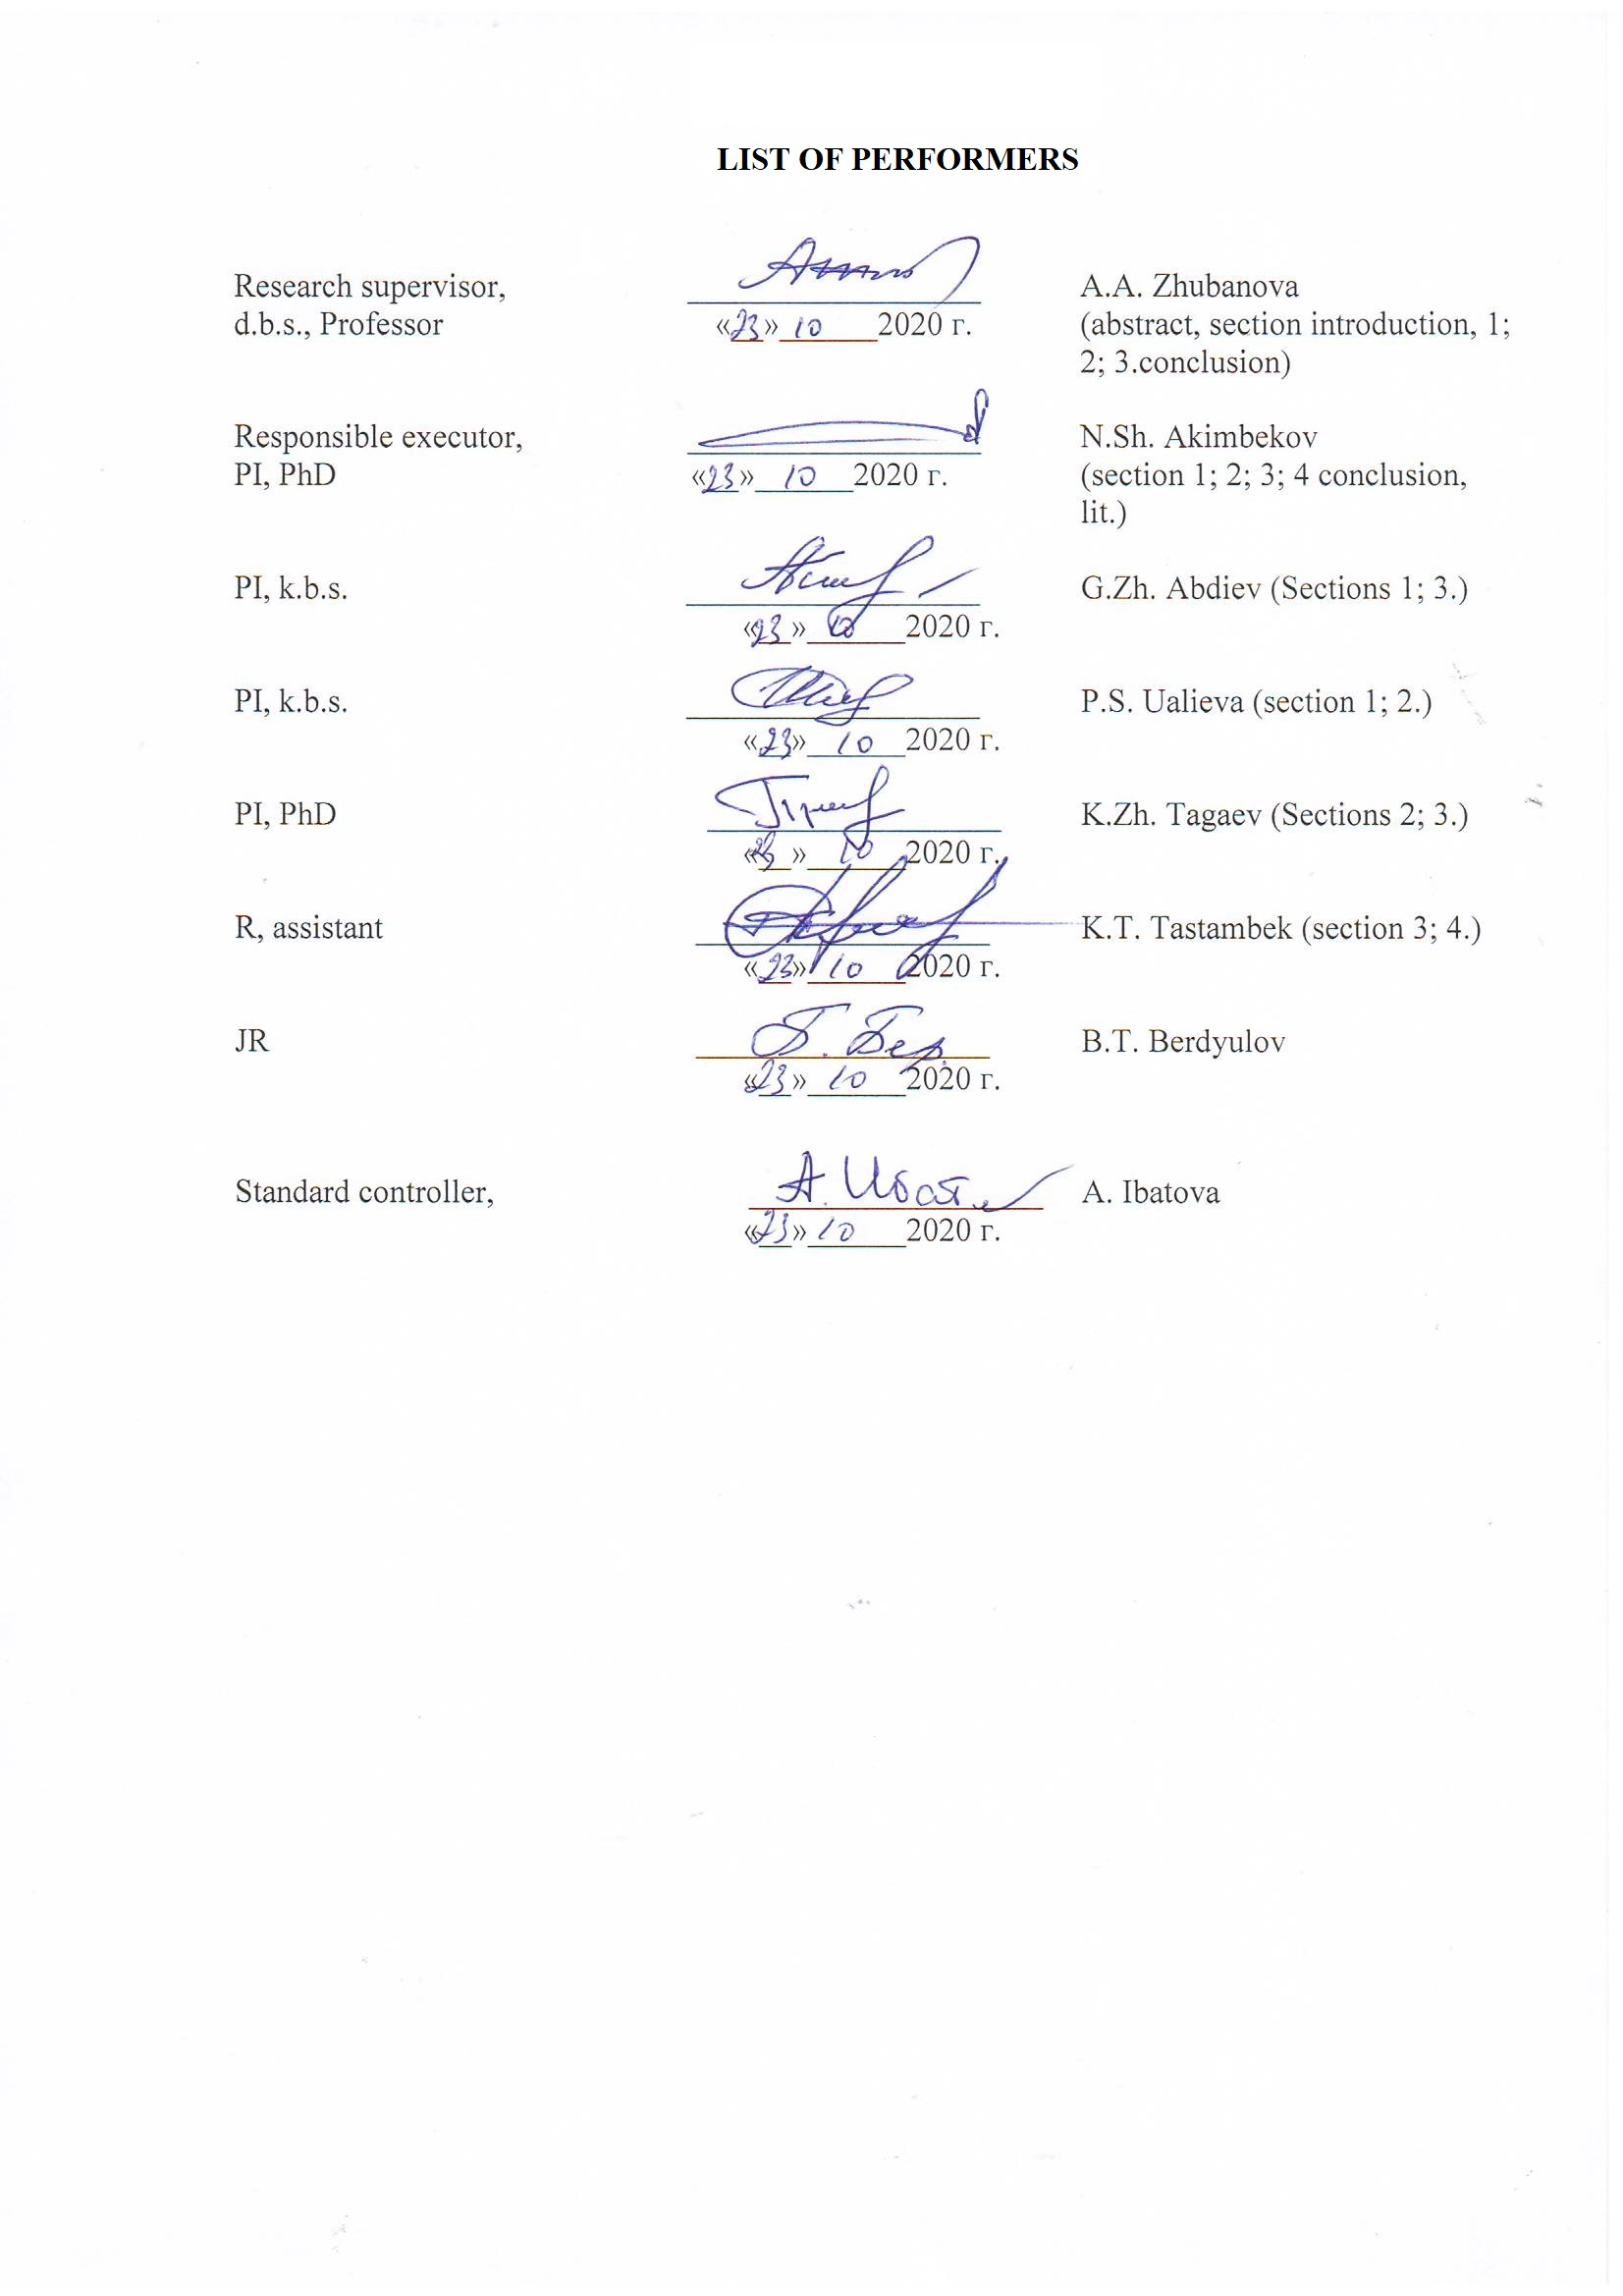 LIST OF PERFORMERS
Research supervisor, A.A. Zhubanova
d.b.s., Professor «23» 10 2020 г. (abstract, section introduction, 1;
2; 3.conclusion)
Responsible executor, N.Sh. Akimbekov
PI, PhD «23» 10 2020 г. (section 1; 2; 3; 4 conclusion,
lit.)
PI, k.b.s. G.Zh. Abdiev (Sections 1; 3.)
«23» 10 2020 г.
PI, k.b.s. P.S. Ualieva (section 1; 2.)
«23» 10 2020 г.
PI, PhD K.Zh. Tagaev (Sections 2; 3.)
«23» 10 2020 г.
R, assistant K.T. Tastambek (section 3; 4.)
«23» 10 2020 г.
JR Б. Бер. B.T. Berdyulov
«23» 10 2020 г.
Standard controller, А. Ибат. A. Ibatova
«23» 10 2020 г.